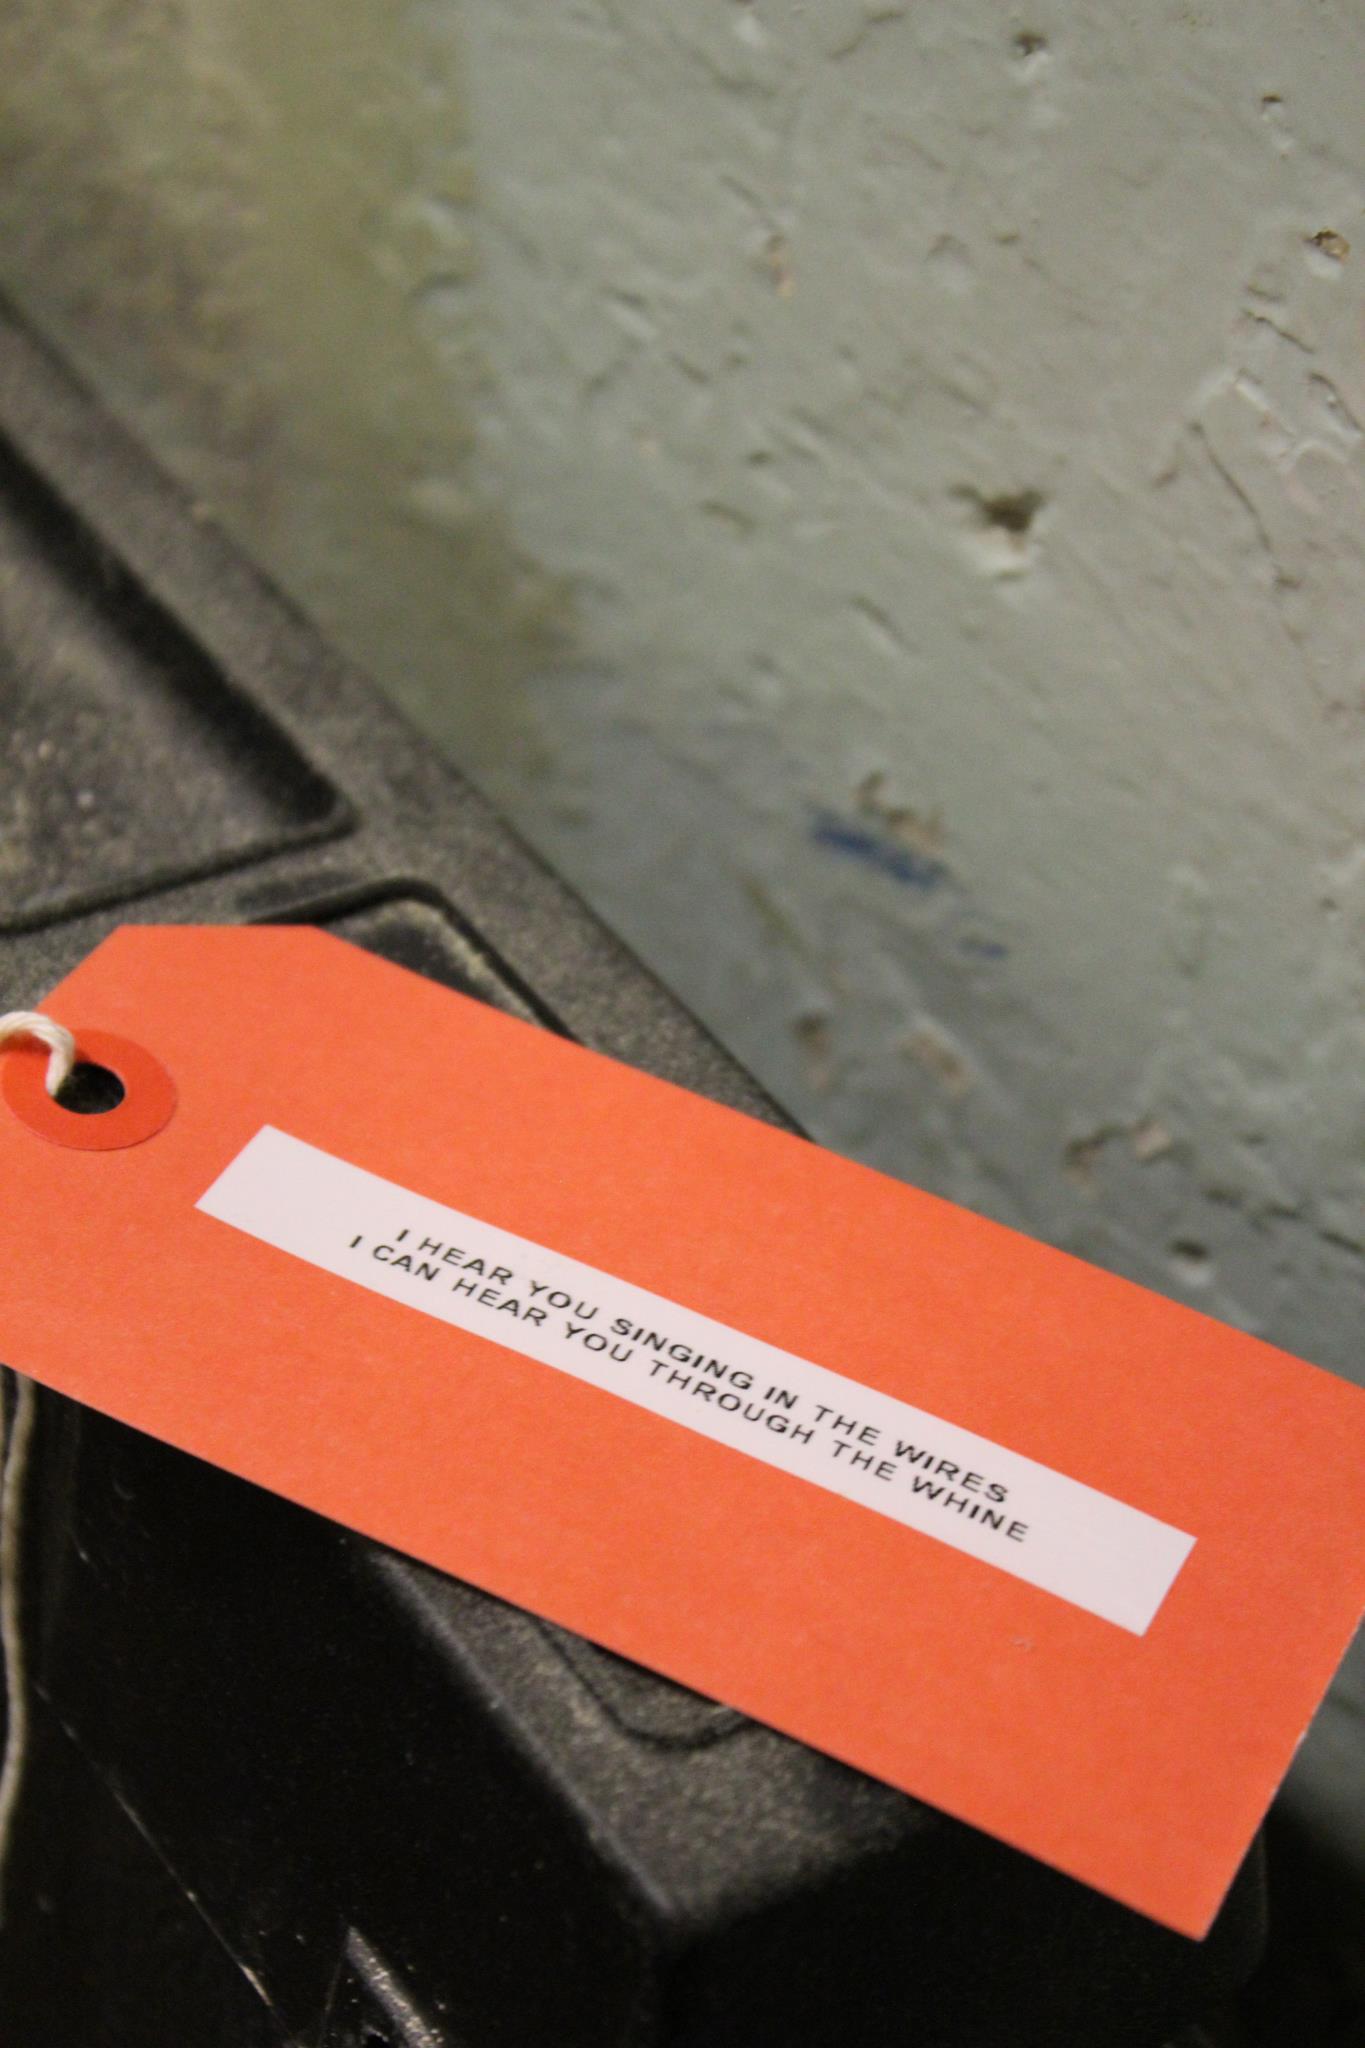 I HEAR YOU SINGING IN THE WIRES
I CAN HEAR YOU THROUGH THE WHINE